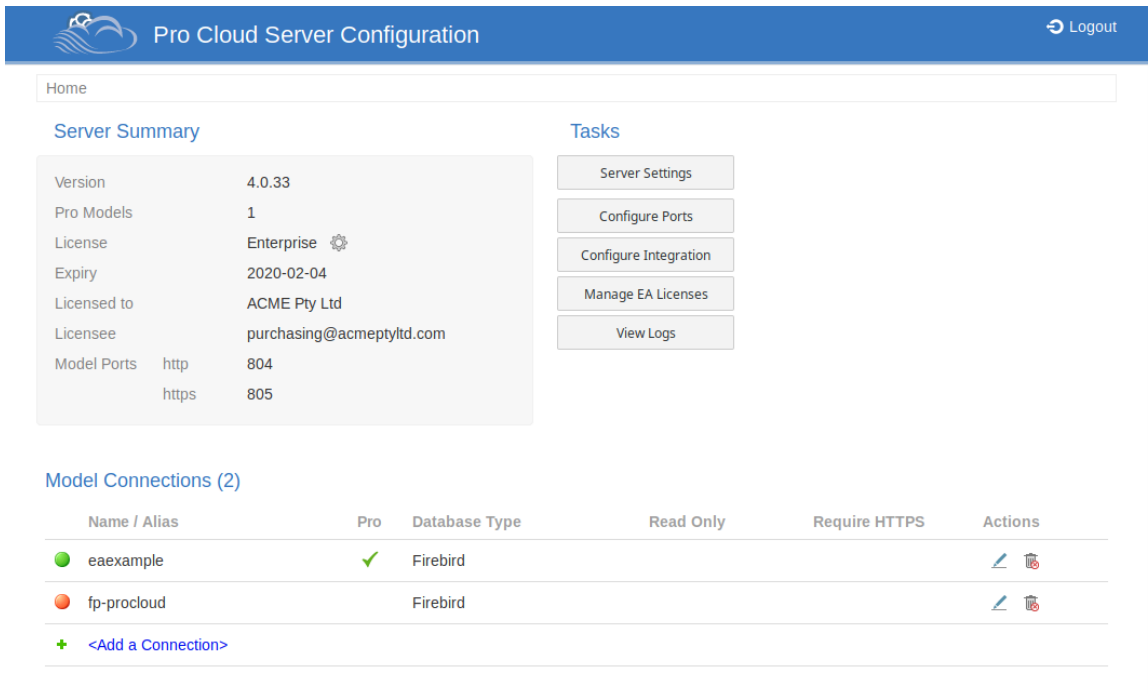 Pro Cloud Server Configuration
Logout
Home
Server Summary
Version 4.0.33
Pro Models 1
License Enterprise
Expiry 2020-02-04
Licensed to ACME Pty Ltd
Licensee purchasing@acmeptyltd.com
Model Ports http 804
https 805
Tasks
Server Settings
Configure Ports
Configure Integration
Manage EA Licenses
View Logs
Model Connections (2)
Name / Alias Pro Database Type Read Only Require HTTPS Actions
eaexample Firebird
fp-procloud Firebird
<Add a Connection>